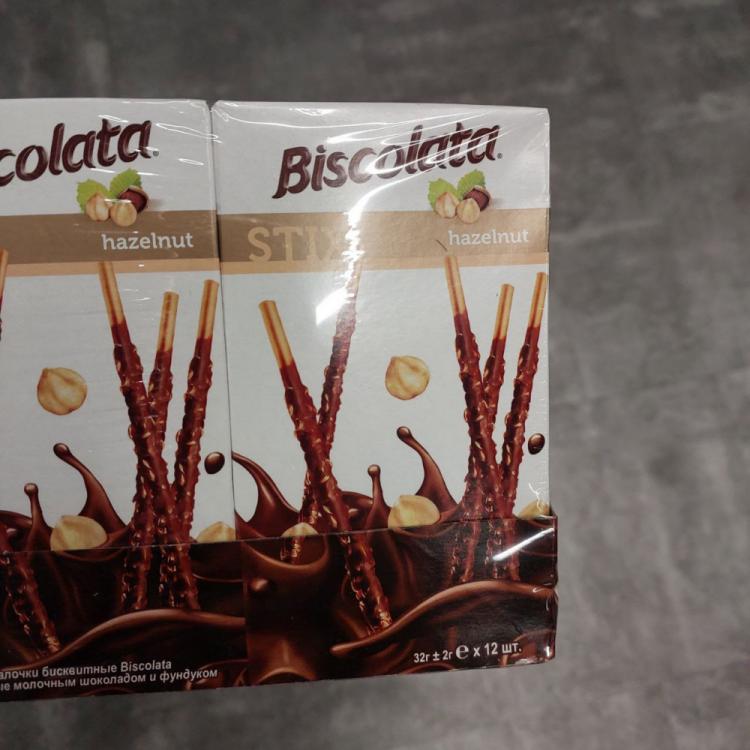 colata.
hazelnut
Biscolata.
STIX
hazelnut
алочки бисквитные Biscolata
ые молочным шоколадом и фундуком
32г ± 2г e x 12 шт.